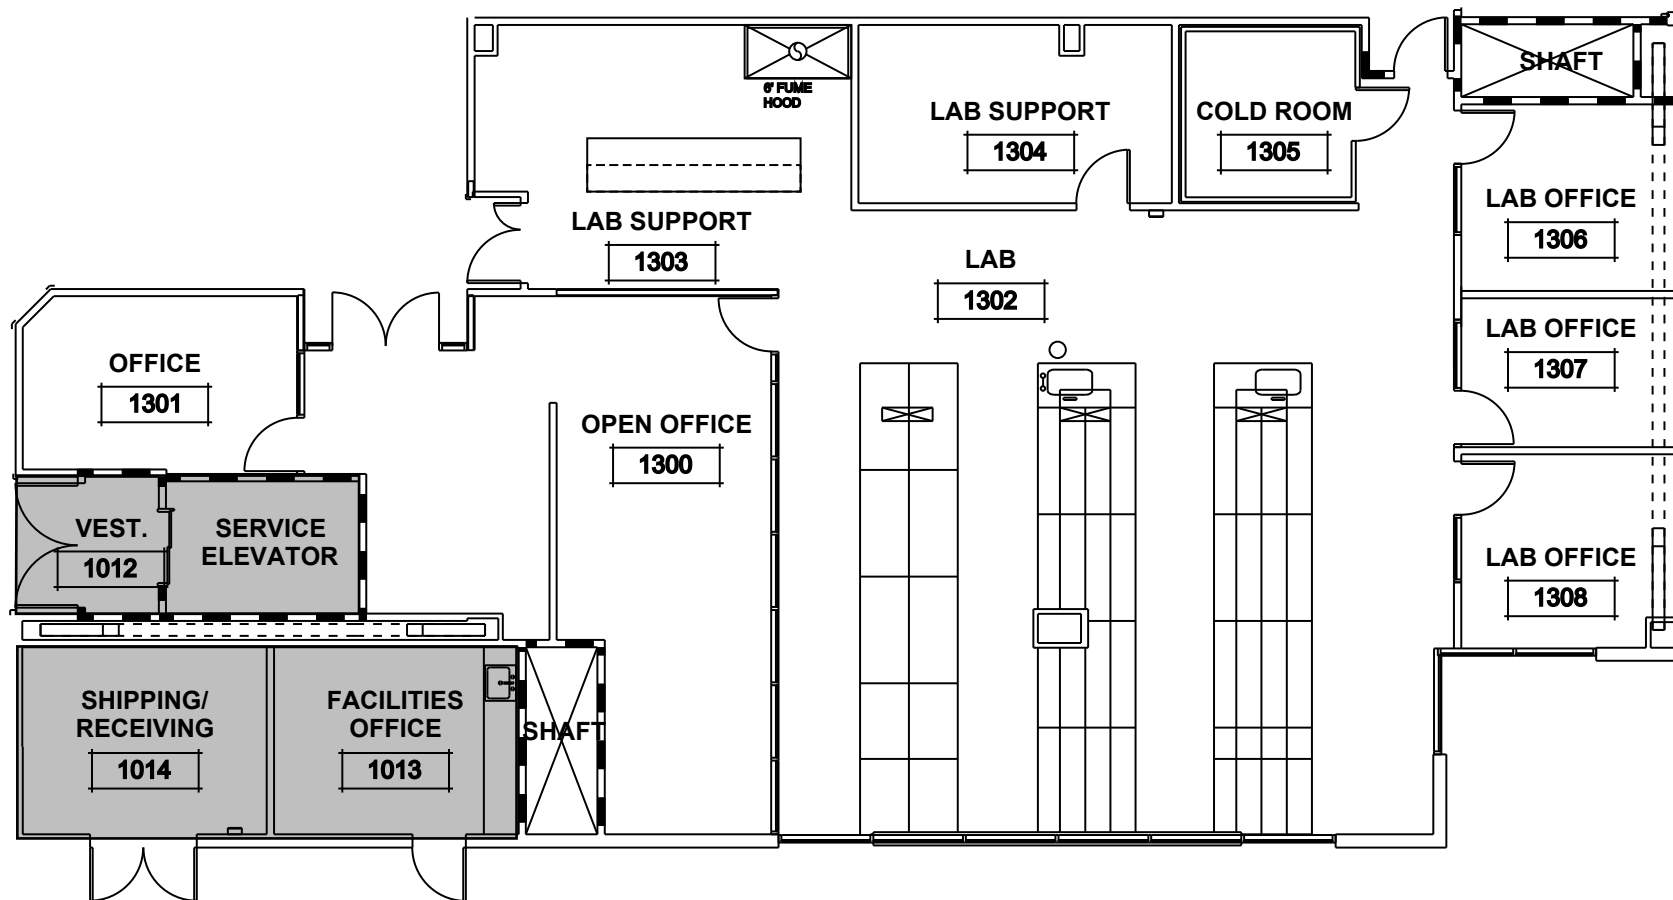 SHAFT
6' FUME
HOOD
LAB SUPPORT
1304
COLD ROOM
1305
LAB OFFICE
1306
LAB SUPPORT
1303
LAB
1302
LAB OFFICE
1307
OFFICE
1301
OPEN OFFICE
1300
VEST.
1012
SERVICE
ELEVATOR
LAB OFFICE
1308
SHIPPING/
RECEIVING
1014
FACILITIES
OFFICE
1013
SHAFT